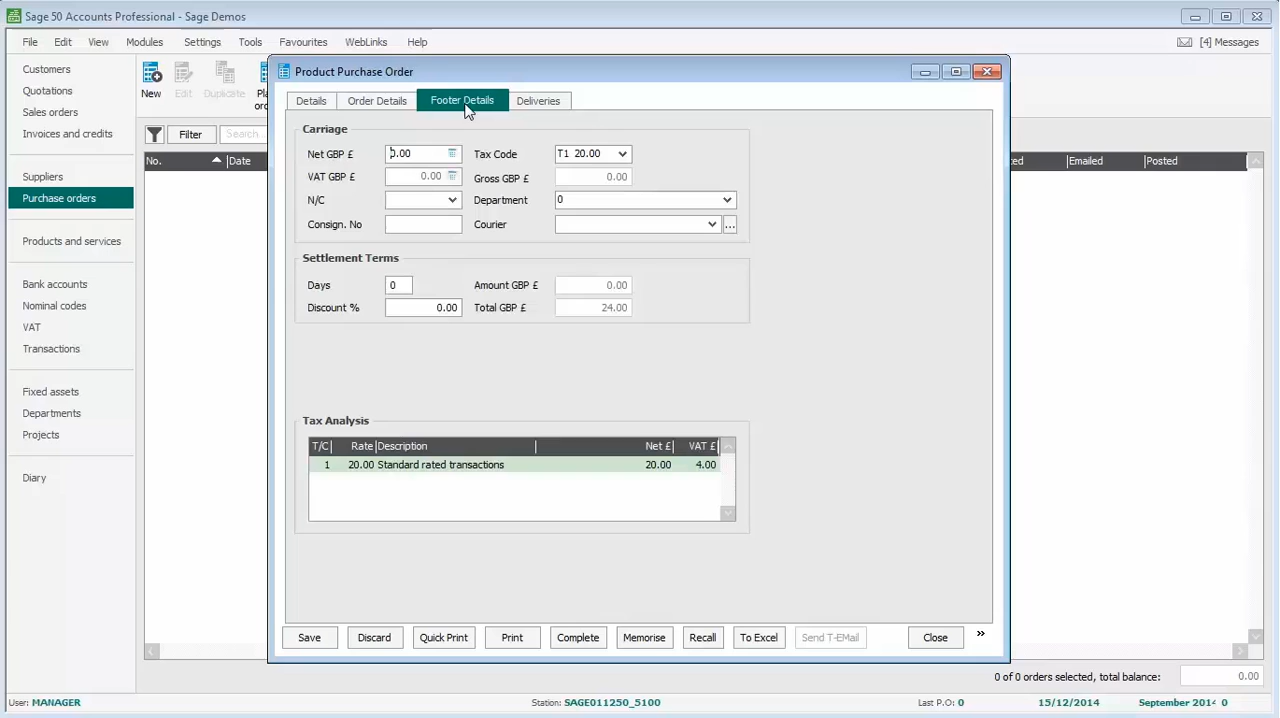 Sage 50 Accounts Professional - Sage Demos
File Edit View Modules Settings Tools Favourites WebLinks Help [4] Messages
Customers
Quotations
Sales orders
Invoices and credits
Suppliers
Purchase orders
Products and services
Bank accounts
Nominal codes
VAT
Transactions
Fixed assets
Departments
Projects
Diary
New Edit Duplicate
Filter Search
No. Date Emailed Posted
Product Purchase Order
Details Order Details Footer Details Deliveries
Carriage
Net GBP £ 0.00 Tax Code T1 20.00
VAT GBP £ 0.00 Gross GBP £ 0.00
N/C Department 0
Consign. No Courier ...
Settlement Terms
Days 0 Amount GBP £ 0.00
Discount % 0.00 Total GBP £ 24.00
Tax Analysis
T/C Rate Description Net £ VAT £
1 20.00 Standard rated transactions 20.00 4.00
Save Discard Quick Print Print Complete Memorise Recall To Excel Send T-EMail Close »
0 of 0 orders selected, total balance: 0.00
User: MANAGER Station: SAGE011250_5100 Last P.O: 0 15/12/2014 September 2014 0